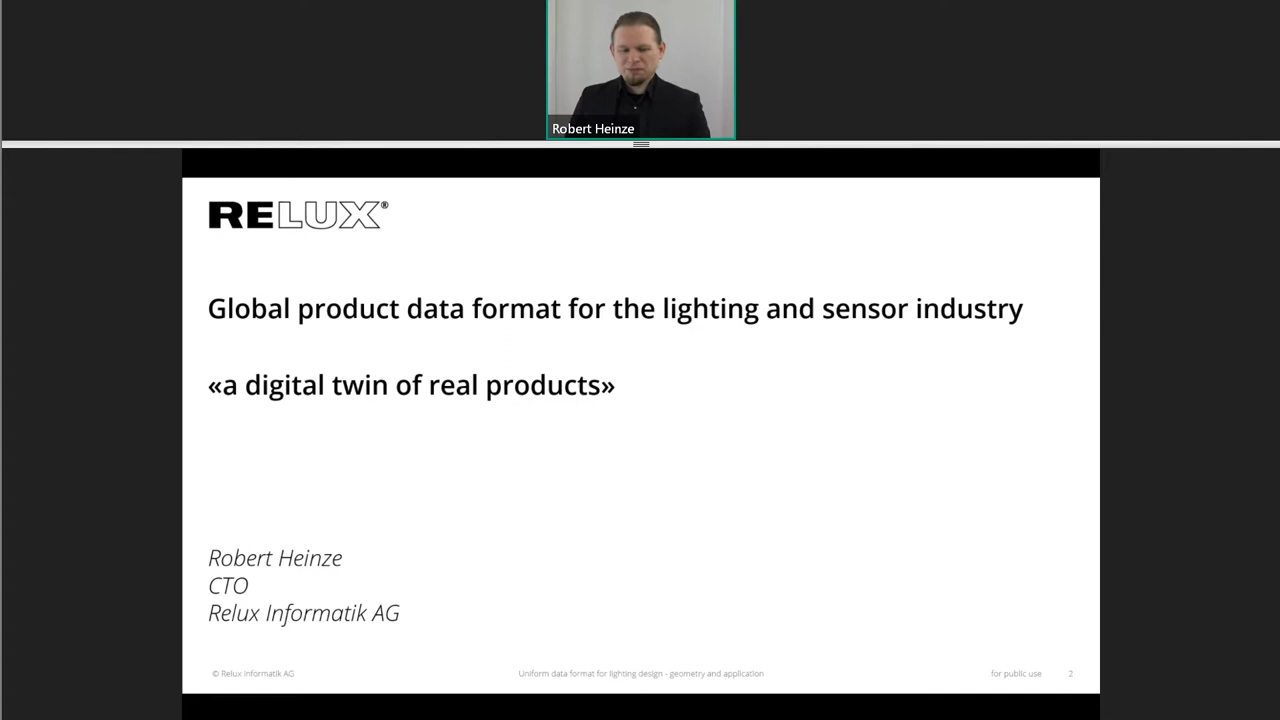 Robert Heinze
RELUX®
Global product data format for the lighting and sensor industry
«a digital twin of real products»
Robert Heinze
CTO
Relux Informatik AG
© Relux Informatik AG
Uniform data format for lighting design - geometry and application
for public use
2